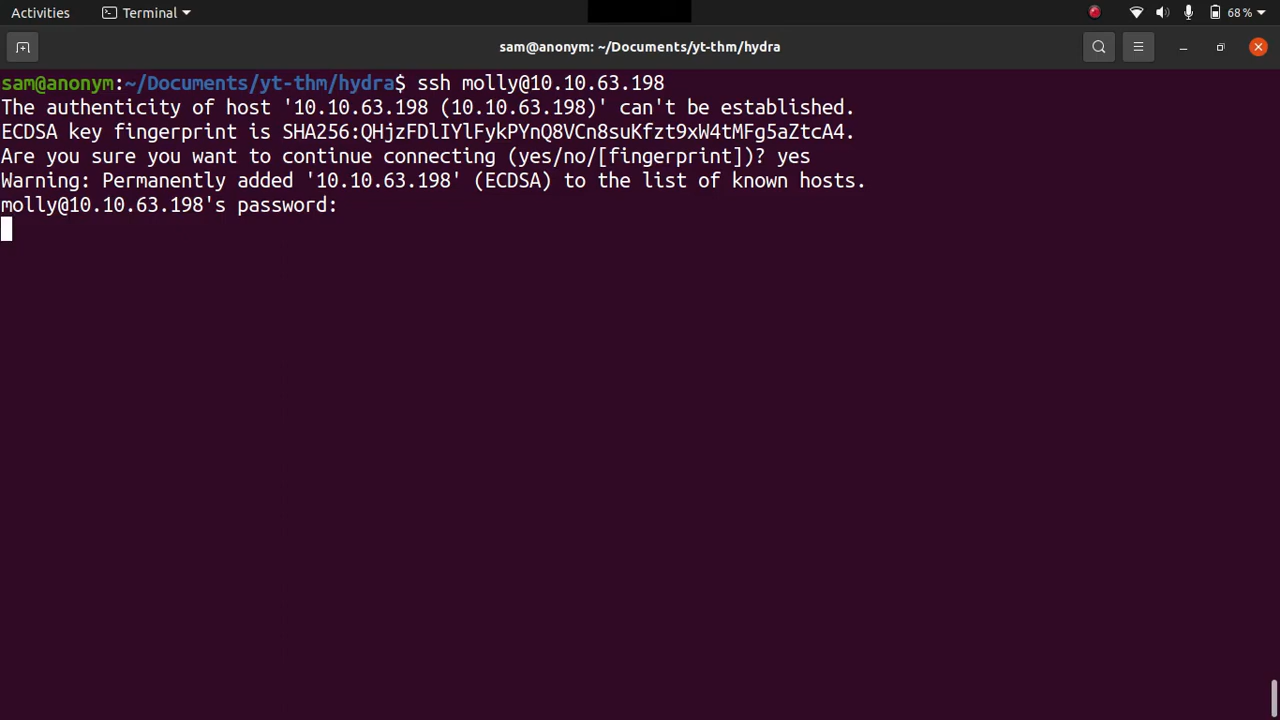 Activities
Terminal
68 %
sam@anonym: ~/Documents/yt-thm/hydra
sam@anonym:~/Documents/yt-thm/hydra$ ssh molly@10.10.63.198
The authenticity of host '10.10.63.198 (10.10.63.198)' can't be established.
ECDSA key fingerprint is SHA256:QHjzFDlIYlFykPYnQ8VCn8suKfzt9xW4tMFg5aZtcA4.
Are you sure you want to continue connecting (yes/no/[fingerprint])? yes
Warning: Permanently added '10.10.63.198' (ECDSA) to the list of known hosts.
molly@10.10.63.198's password: